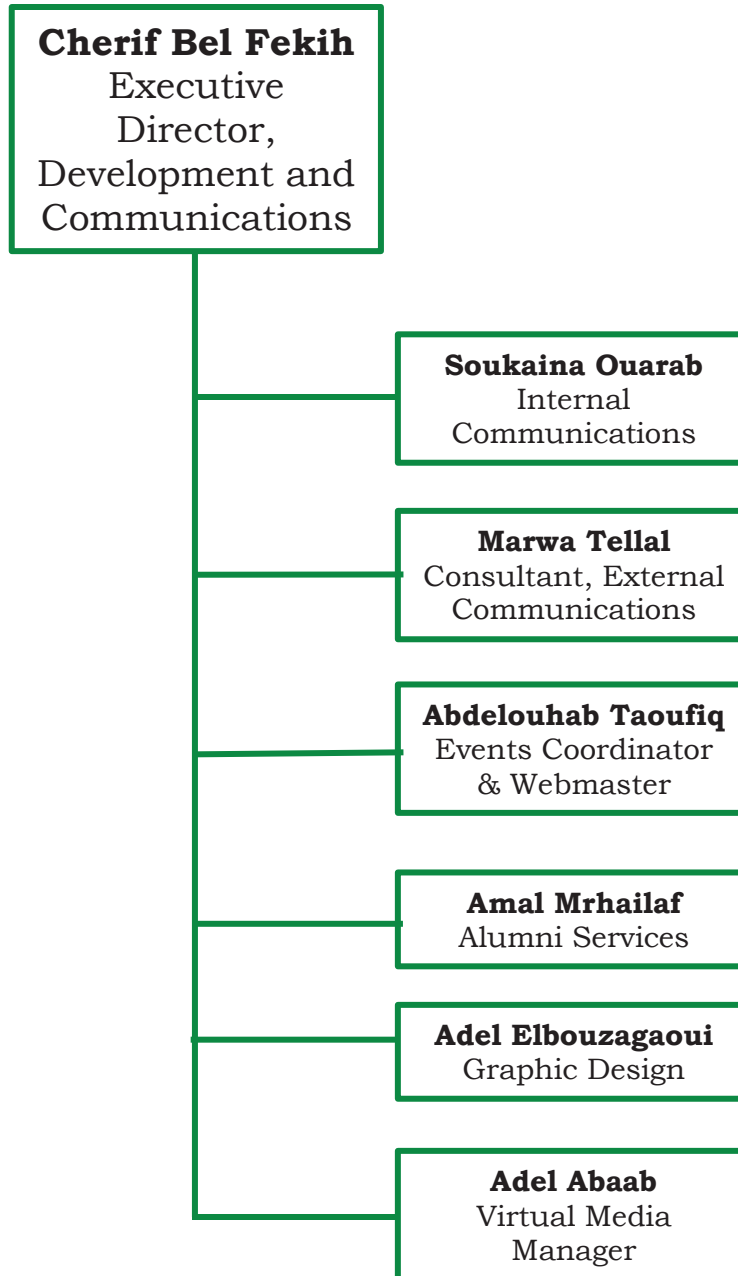 Cherif Bel Fekih
Executive
Director,
Development and
Communications
Soukaina Ouarab
Internal
Communications
Marwa Tellal
Consultant, External
Communications
Abdelouhab Taoufiq
Events Coordinator
& Webmaster
Amal Mrhailaf
Alumni Services
Adel Elbouzagaoui
Graphic Design
Adel Abaab
Virtual Media
Manager